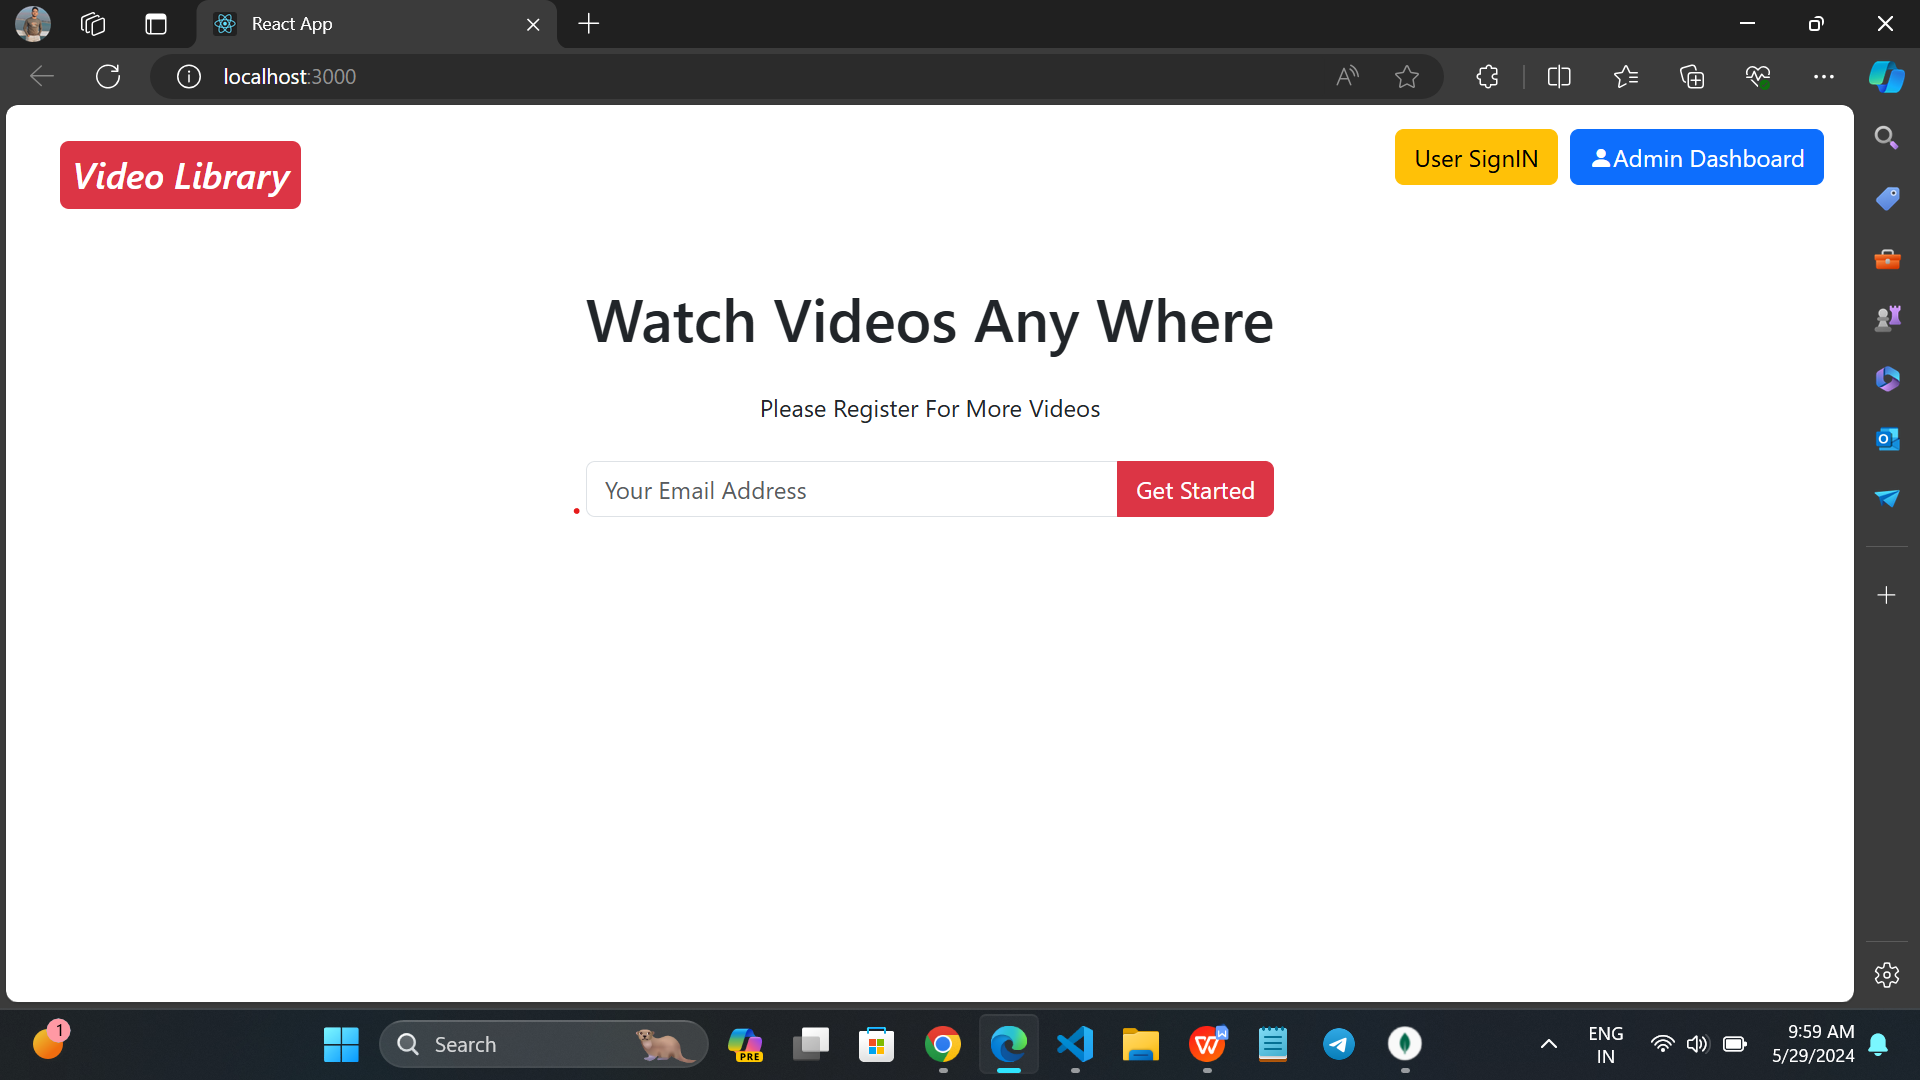 React App
localhost:3000
Video Library
User SignIN
Admin Dashboard
Watch Videos Any Where
Please Register For More Videos
Your Email Address
Get Started
1
Search
PRE
ENG
IN
9:59 AM
5/29/2024